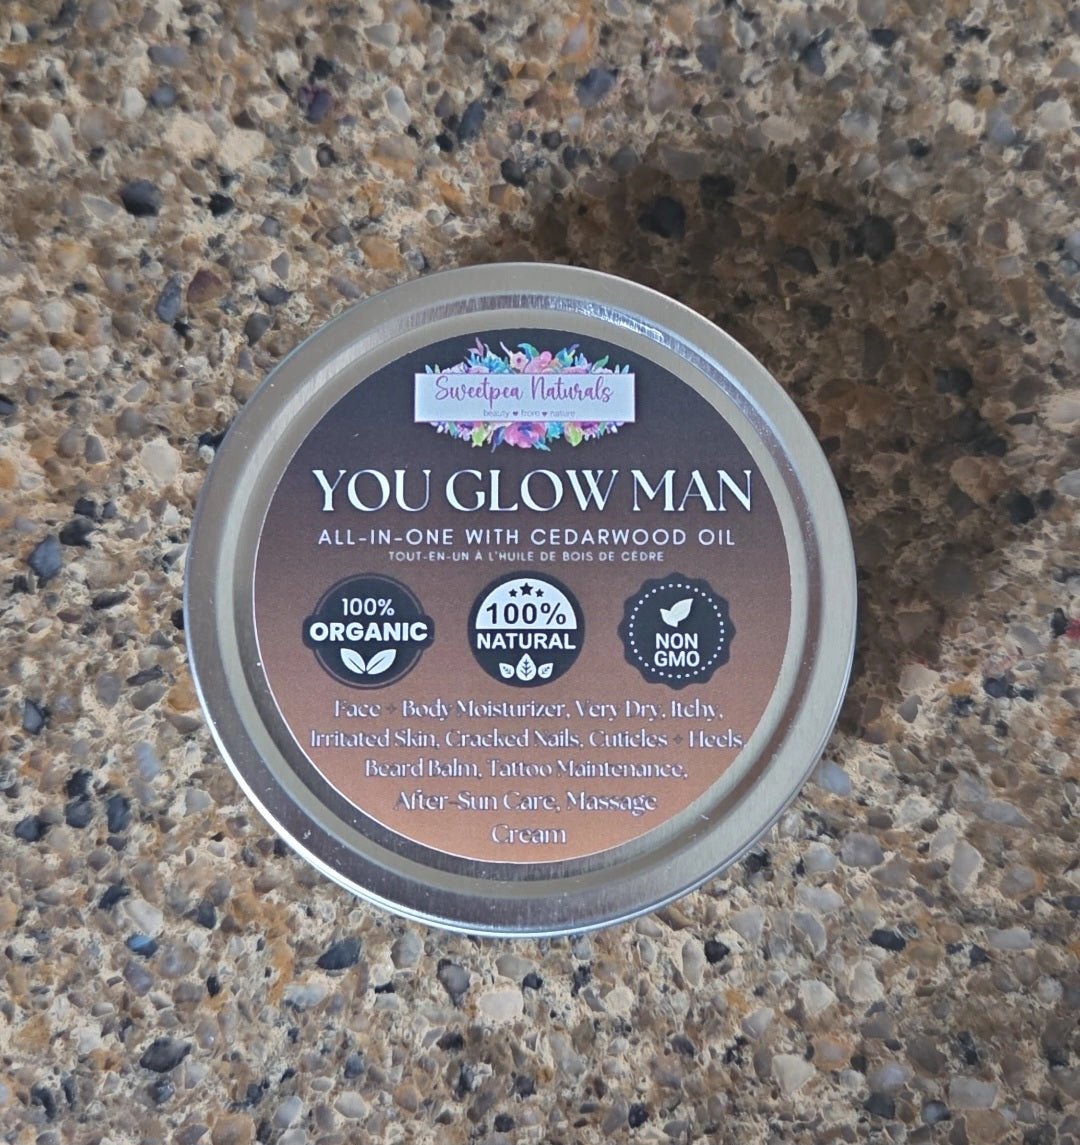 Sweetpea Naturals
beauty ♥ from ♥ nature
YOU GLOW MAN
ALL-IN-ONE WITH CEDARWOOD OIL
TOUT-EN-UN À L'HUILE DE BOIS DE CÈDRE
100%
ORGANIC
100%
NATURAL
NON
GMO
Face + Body Moisturizer, Very Dry, Itchy,
Irritated Skin, Cracked Nails, Cuticles + Heels,
Beard Balm, Tattoo Maintenance,
After-Sun Care, Massage
Cream